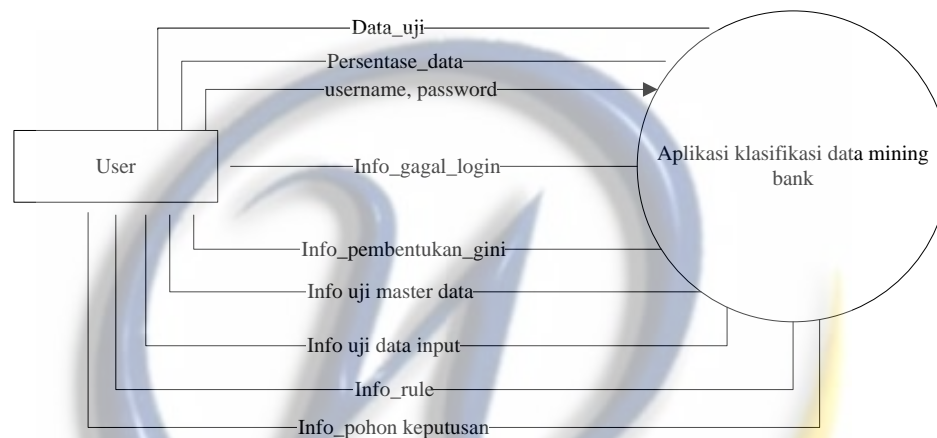 Data_uji
Persentase_data
username, password
User
Info_gagal_login
Aplikasi klasifikasi data mining
bank
Info_pembentukan_gini
Info uji master data
Info uji data input
Info_rule
Info_pohon keputusan